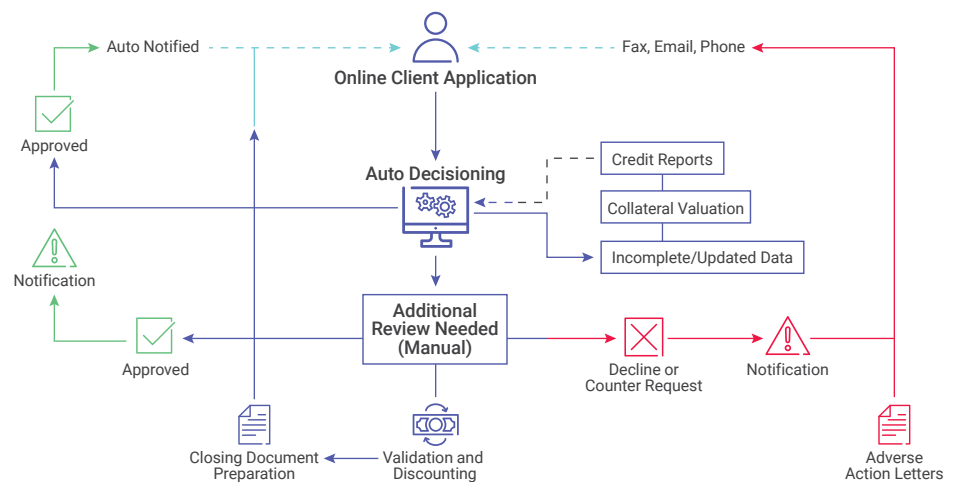 Auto Notified
Fax, Email, Phone
Online Client Application
Approved
Auto Decisioning
Credit Reports
Collateral Valuation
Incomplete/Updated Data
Notification
Additional
Review Needed
(Manual)
Approved
Decline or
Counter Request
Notification
Closing Document
Preparation
Validation and
Discounting
Adverse
Action Letters